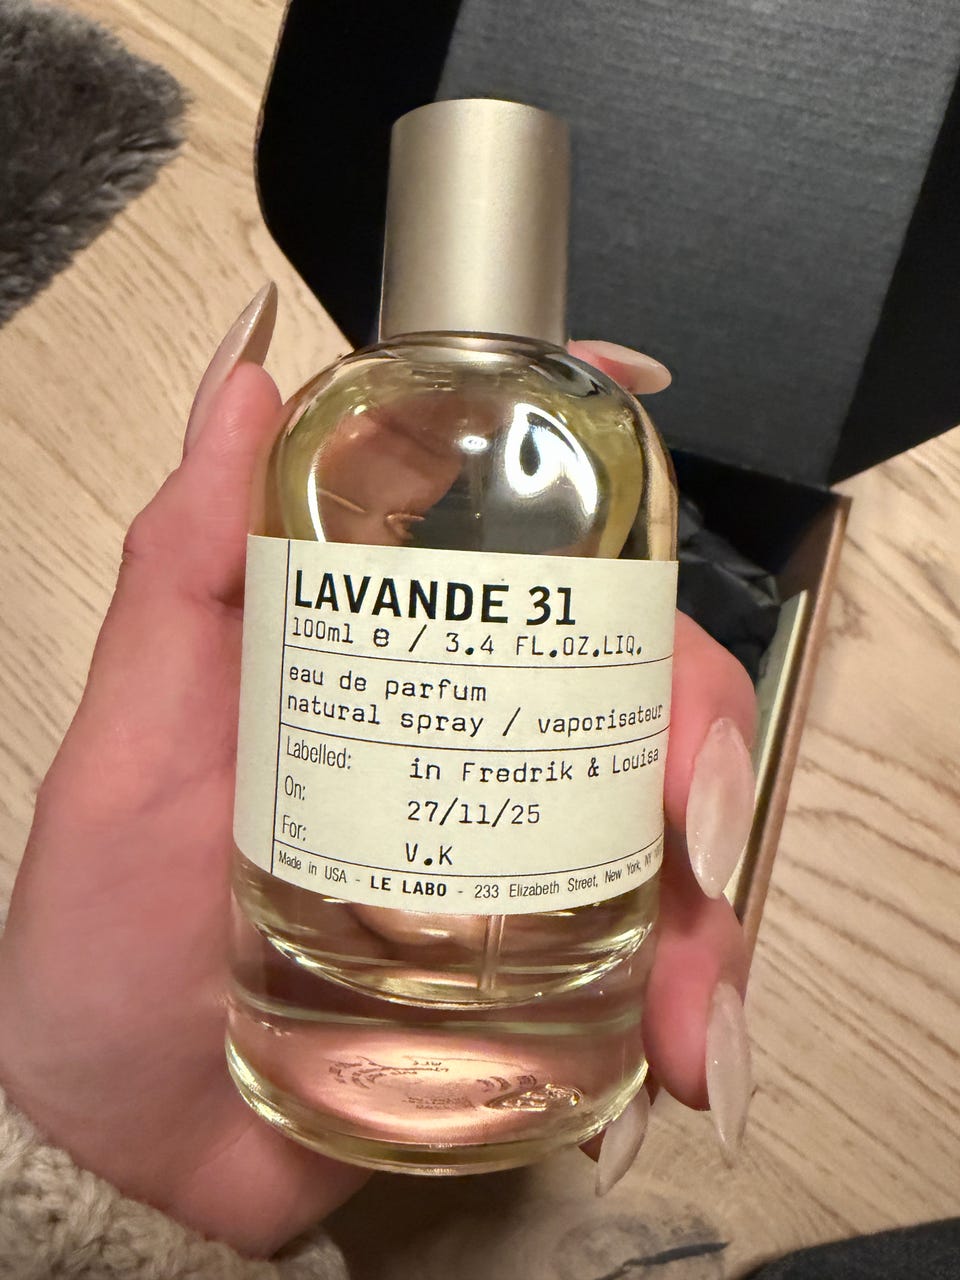 LAVANDE 31
100ml e / 3.4 FL.OZ.LIQ.
eau de parfum
natural spray / vaporisateur
Labelled: in Fredrik & Louisa
On: 27/11/25
For: V.K
Made in USA - LE LABO - 233 Elizabeth Street, New York, NY